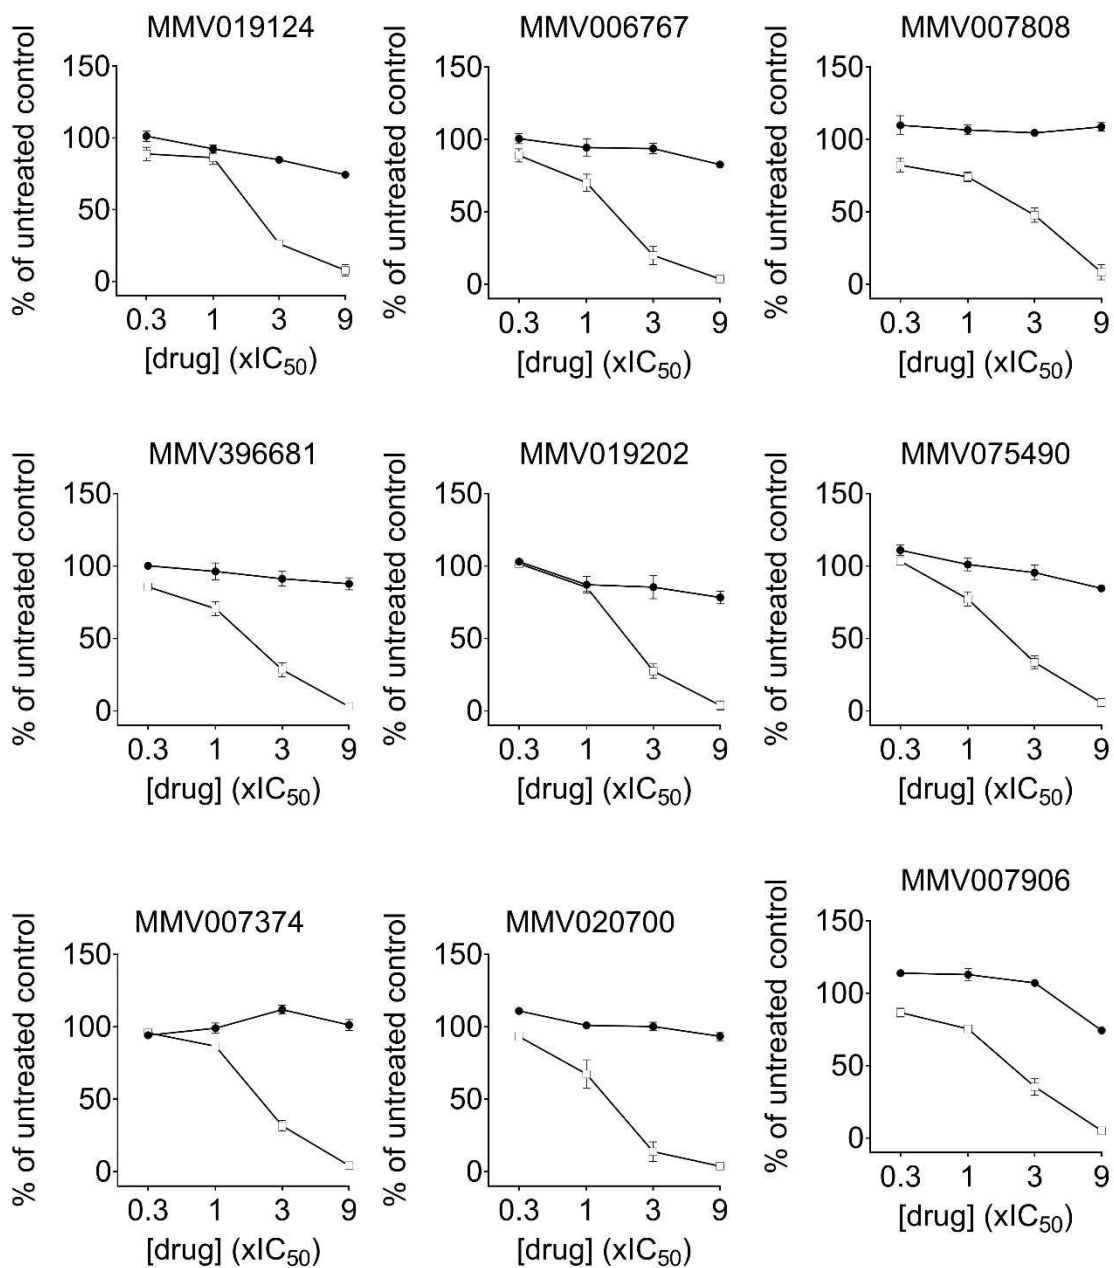 MMV019124
% of untreated control
150
100
50
0
0.3 1 3 9
[drug] (xIC50)
MMV006767
% of untreated control
150
100
50
0
0.3 1 3 9
[drug] (xIC50)
MMV007808
% of untreated control
150
100
50
0
0.3 1 3 9
[drug] (xIC50)
MMV396681
% of untreated control
150
100
50
0
0.3 1 3 9
[drug] (xIC50)
MMV019202
% of untreated control
150
100
50
0
0.3 1 3 9
[drug] (xIC50)
MMV075490
% of untreated control
150
100
50
0
0.3 1 3 9
[drug] (xIC50)
MMV007374
% of untreated control
150
100
50
0
0.3 1 3 9
[drug] (xIC50)
MMV020700
% of untreated control
150
100
50
0
0.3 1 3 9
[drug] (xIC50)
MMV007906
% of untreated control
150
100
50
0
0.3 1 3 9
[drug] (xIC50)